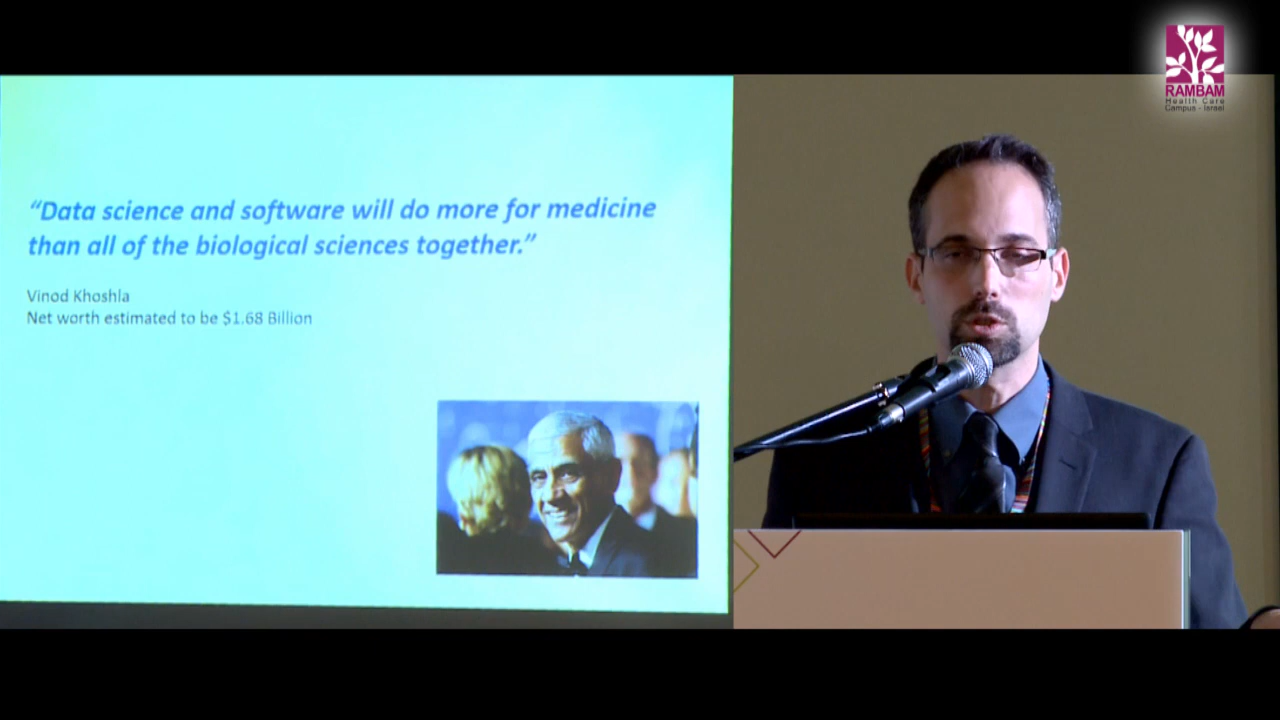 “Data science and software will do more for medicine
than all of the biological sciences together.”
Vinod Khoshla
Net worth estimated to be $1.68 Billion
RAMBAM
Health Care
Campus - Israel